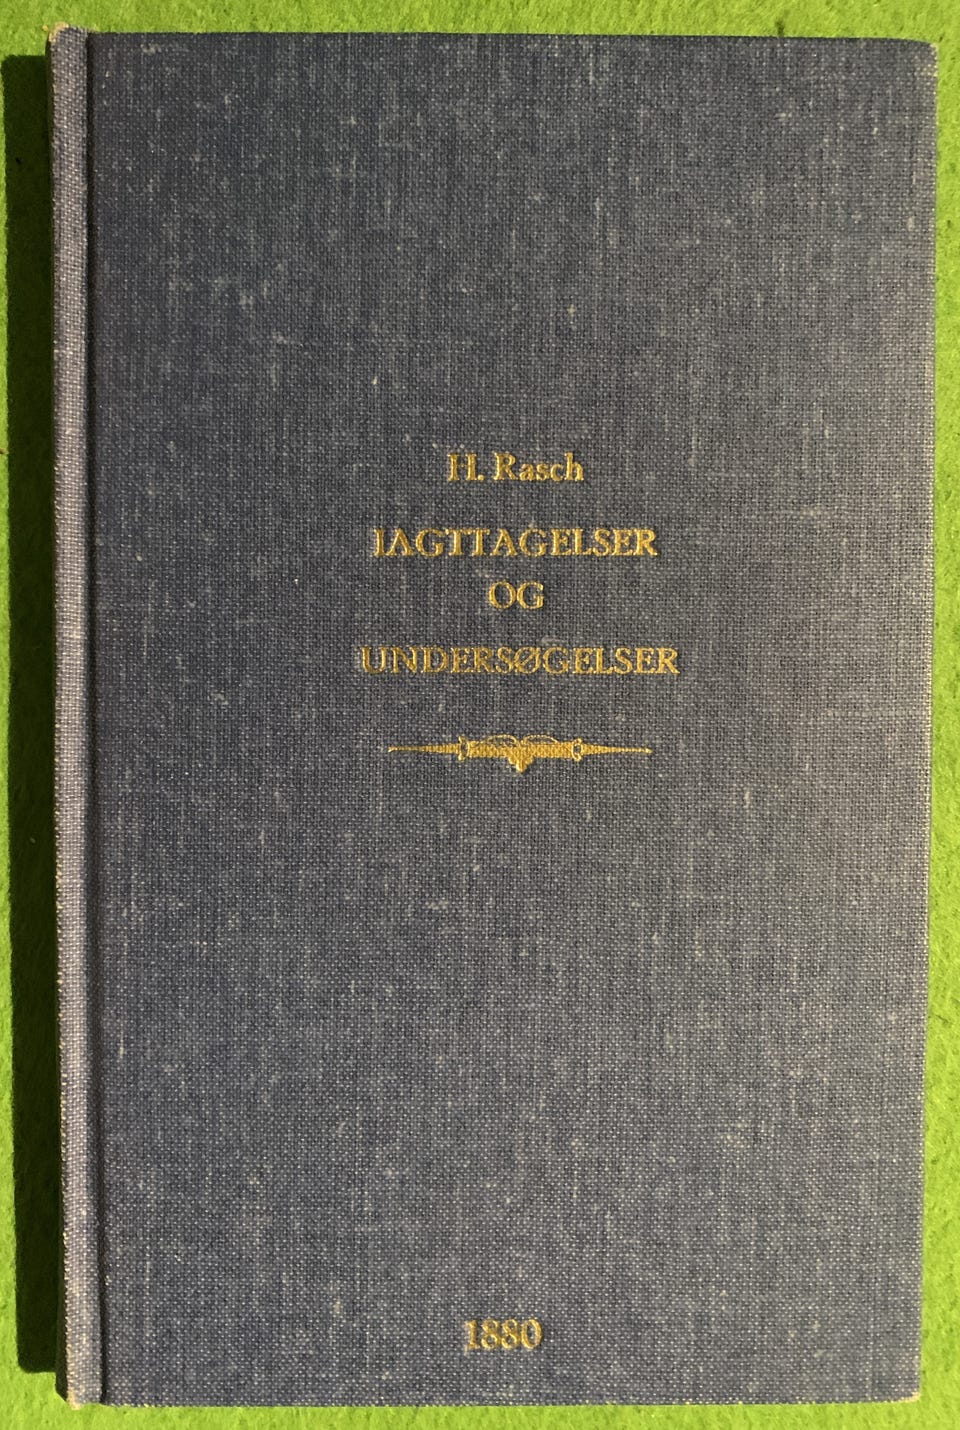 H. Rasch
IAGTTAGELSER
OG
UNDERSØGELSER
1880